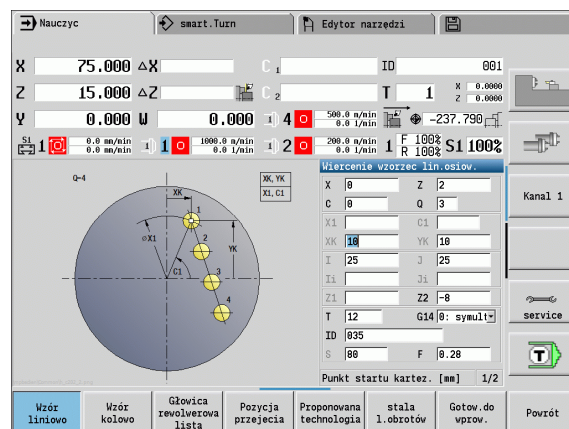 Nauczyc smart.Turn Edytor narzędzi
X 75.000 △X C 1 ID 001
Z 15.000 △Z C 2 T 1 X 0.0000 Z 0.0000
Y 0.000 W 0.000 4 500.0 m/min 0.0 1/min -237.790
S1 1 0.0 mm/min 0.0 mm/min 1 1000.0 m/min 0.0 1/min 2 200.0 m/min 0.0 1/min 1 F 100% R 100% S1 100%
Wiercenie wzorzec lin.osiow.
Q=4
XK, YK
X1, C1
XK
YK
øX1
C1
1
2
3
4
X 0 Z 2
C 0 Q 3
X1 C1
XK 10 YK 10
I 25 J 25
Ii Ji
Z1 Z2 -8
T 12 G14 0: symult
ID 035
S 80 F 0.28
Punkt startu kartez. [mm] 1/2
Kanal 1
service
T
Wzór liniowo
Wzór kolowo
Głowica rewolwerowa lista
Pozycja przejecia
Proponowana technologia
stala l.obrotów
Gotow.do wprow.
Powrót